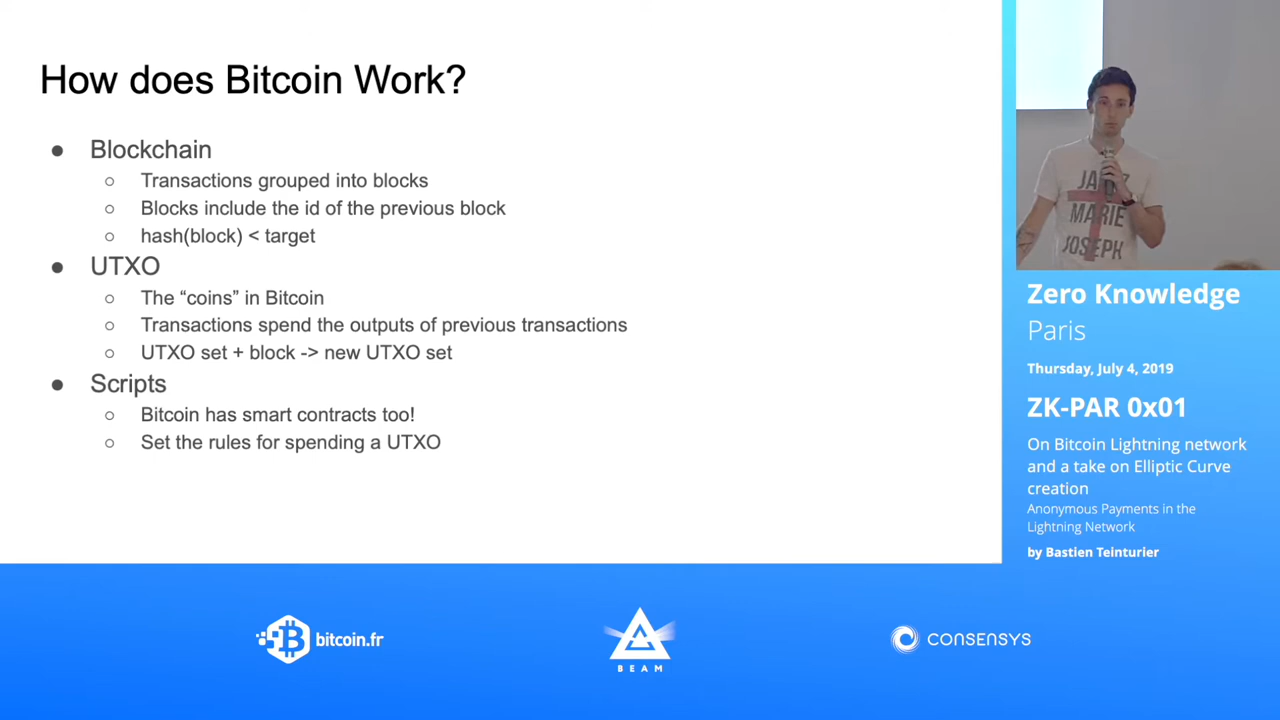 How does Bitcoin Work?
● Blockchain
○ Transactions grouped into blocks
○ Blocks include the id of the previous block
○ hash(block) < target
● UTXO
○ The “coins” in Bitcoin
○ Transactions spend the outputs of previous transactions
○ UTXO set + block -> new UTXO set
● Scripts
○ Bitcoin has smart contracts too!
○ Set the rules for spending a UTXO
MARIE
JOSEPH
Zero Knowledge
Paris
Thursday, July 4, 2019
ZK-PAR 0x01
On Bitcoin Lightning network
and a take on Elliptic Curve
creation
Anonymous Payments in the
Lightning Network
by Bastien Teinturier
bitcoin.fr
BEAM
CONSENSYS